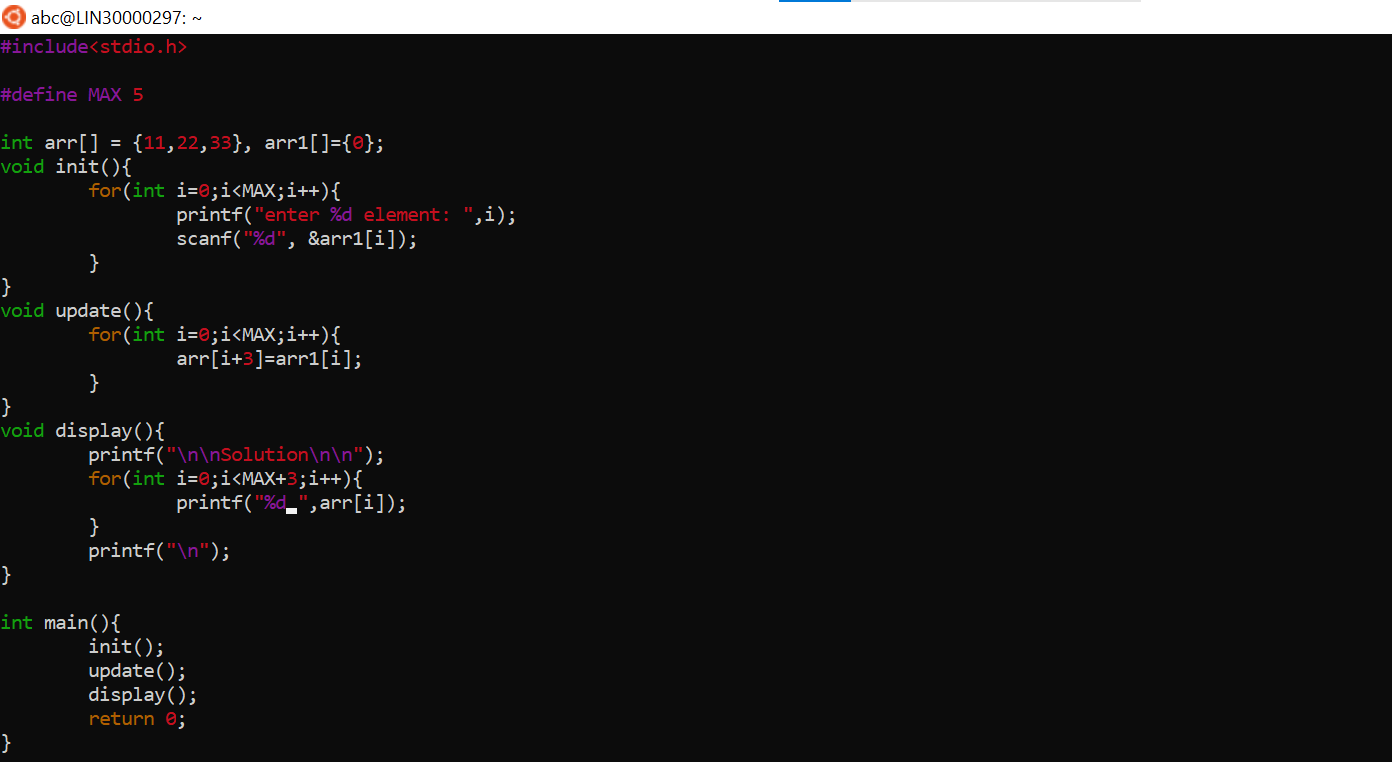 abc@LIN30000297: ~
#include<stdio.h>
#define MAX 5
int arr[] = {11,22,33}, arr1[]={0};
void init(){
        for(int i=0;i<MAX;i++){
                printf("enter %d element: ",i);
                scanf("%d", &arr1[i]);
        }
}
void update(){
        for(int i=0;i<MAX;i++){
                arr[i+3]=arr1[i];
        }
}
void display(){
        printf("\n\nSolution\n\n");
        for(int i=0;i<MAX+3;i++){
                printf("%d ",arr[i]);
        }
        printf("\n");
}
int main(){
        init();
        update();
        display();
        return 0;
}